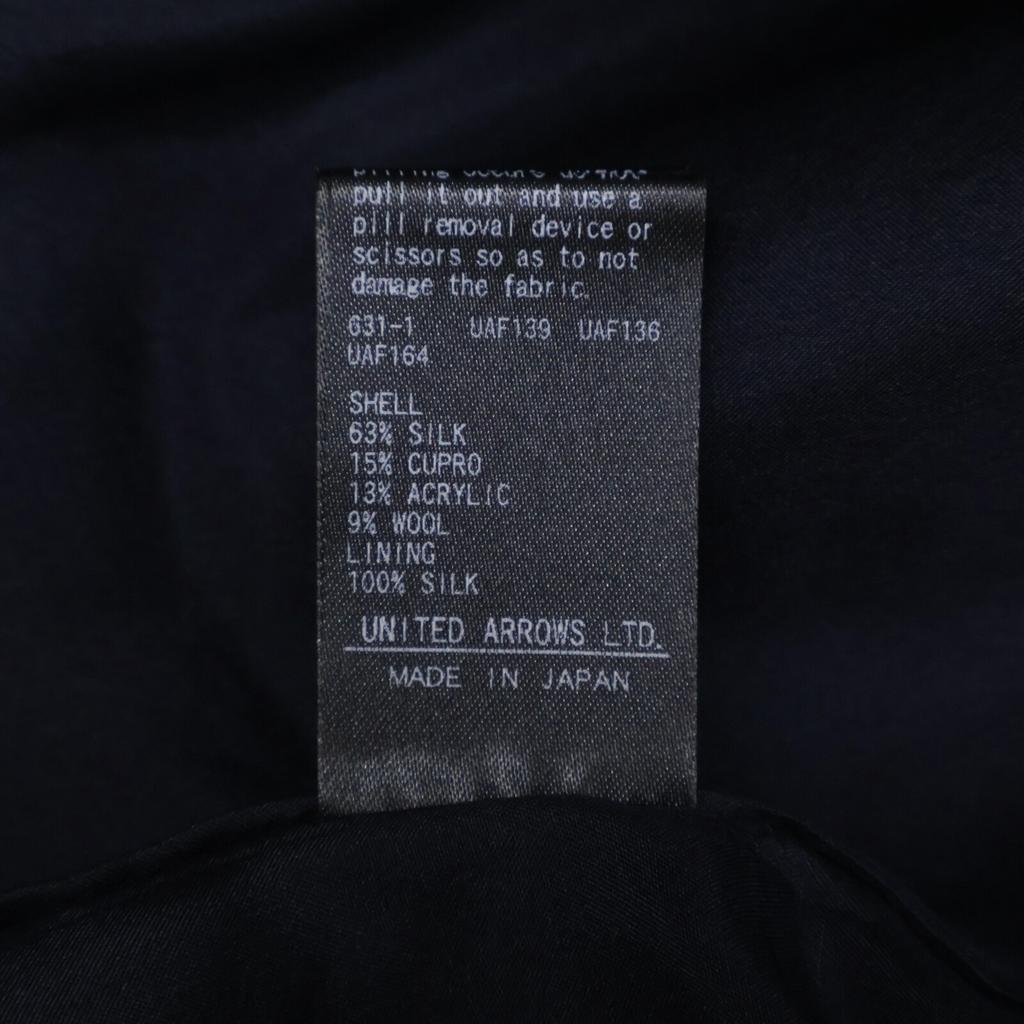 pull it out and use a
pill removal device or
scissors so as to not
damage the fabric.
631-1 UAF139 UAF136
UAF164
SHELL
63% SILK
15% CUPRO
13% ACRYLIC
9% WOOL
LINING
100% SILK
UNITED ARROWS LTD.
MADE IN JAPAN